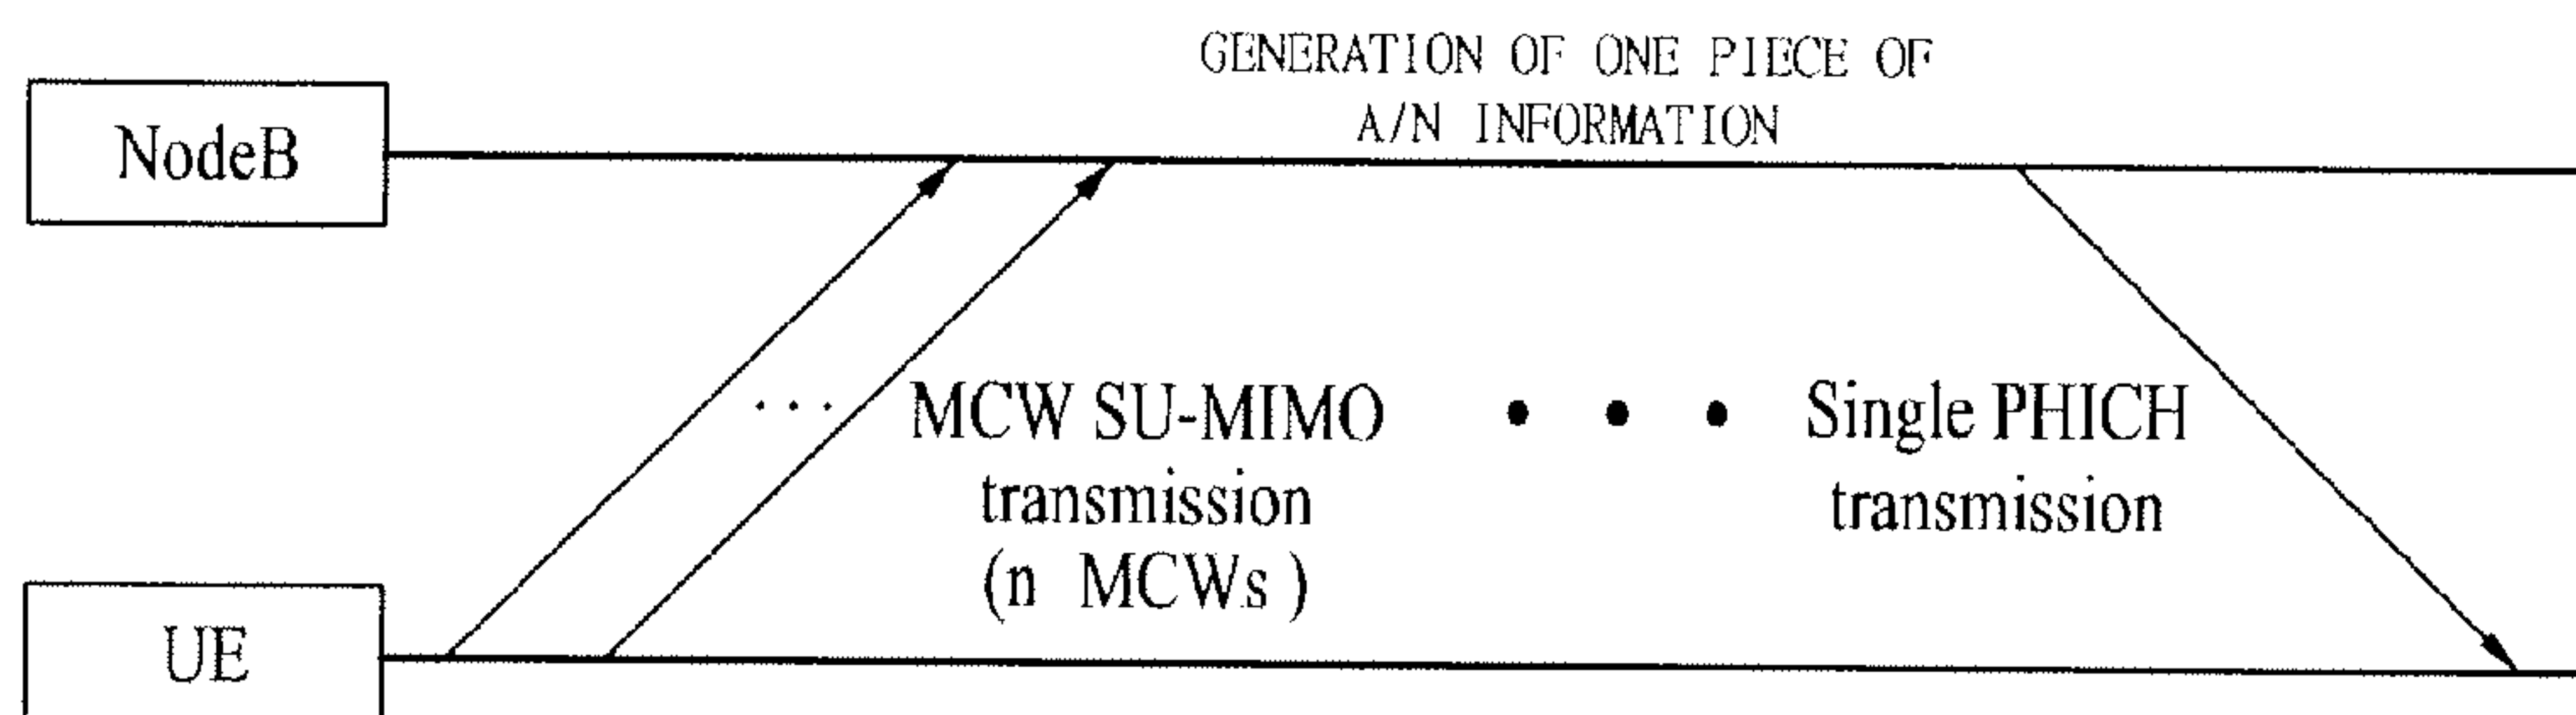 GENERATION OF ONE PIECE OF
A/N INFORMATION
NodeB
... MCW SU-MIMO
transmission
(n MCWs)
• • •
Single PHICH
transmission
UE